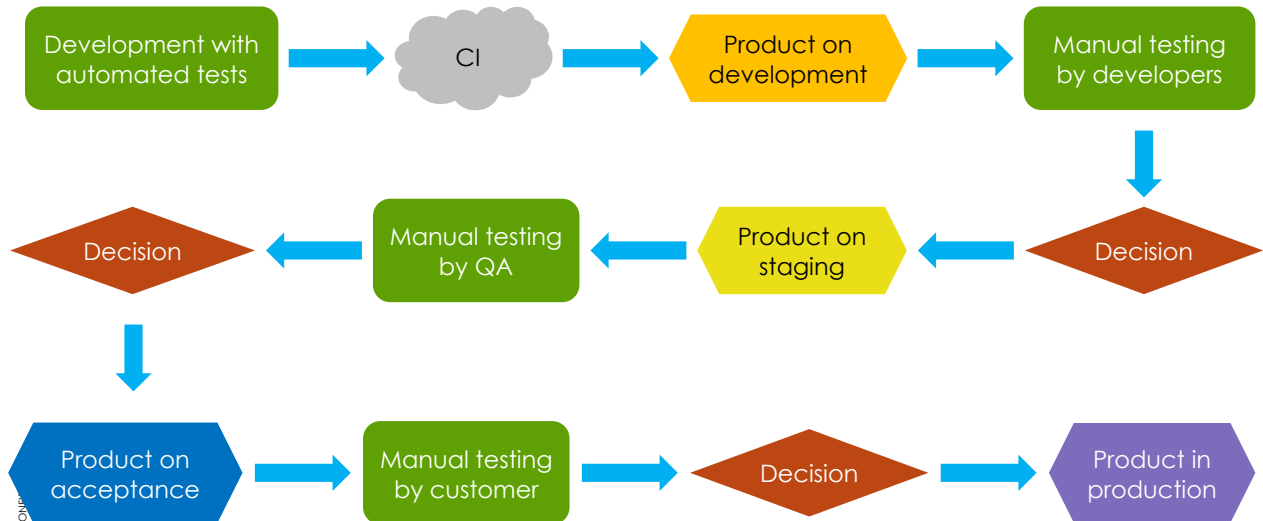 Development with
automated tests
CI
Product on
development
Manual testing
by developers
Decision
Product on
staging
Manual testing
by QA
Decision
Product on
acceptance
Manual testing
by customer
Decision
Product in
production